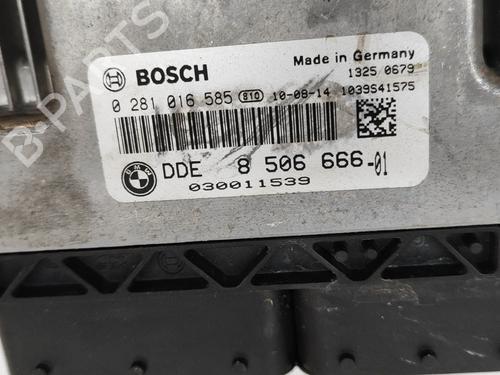 B-PARTS
BOSCH
Made in Germany
1325 0679
0 281 016 585 810 10-08-14 1039S41575
BMW
DDE 8 506 666-01
030011539